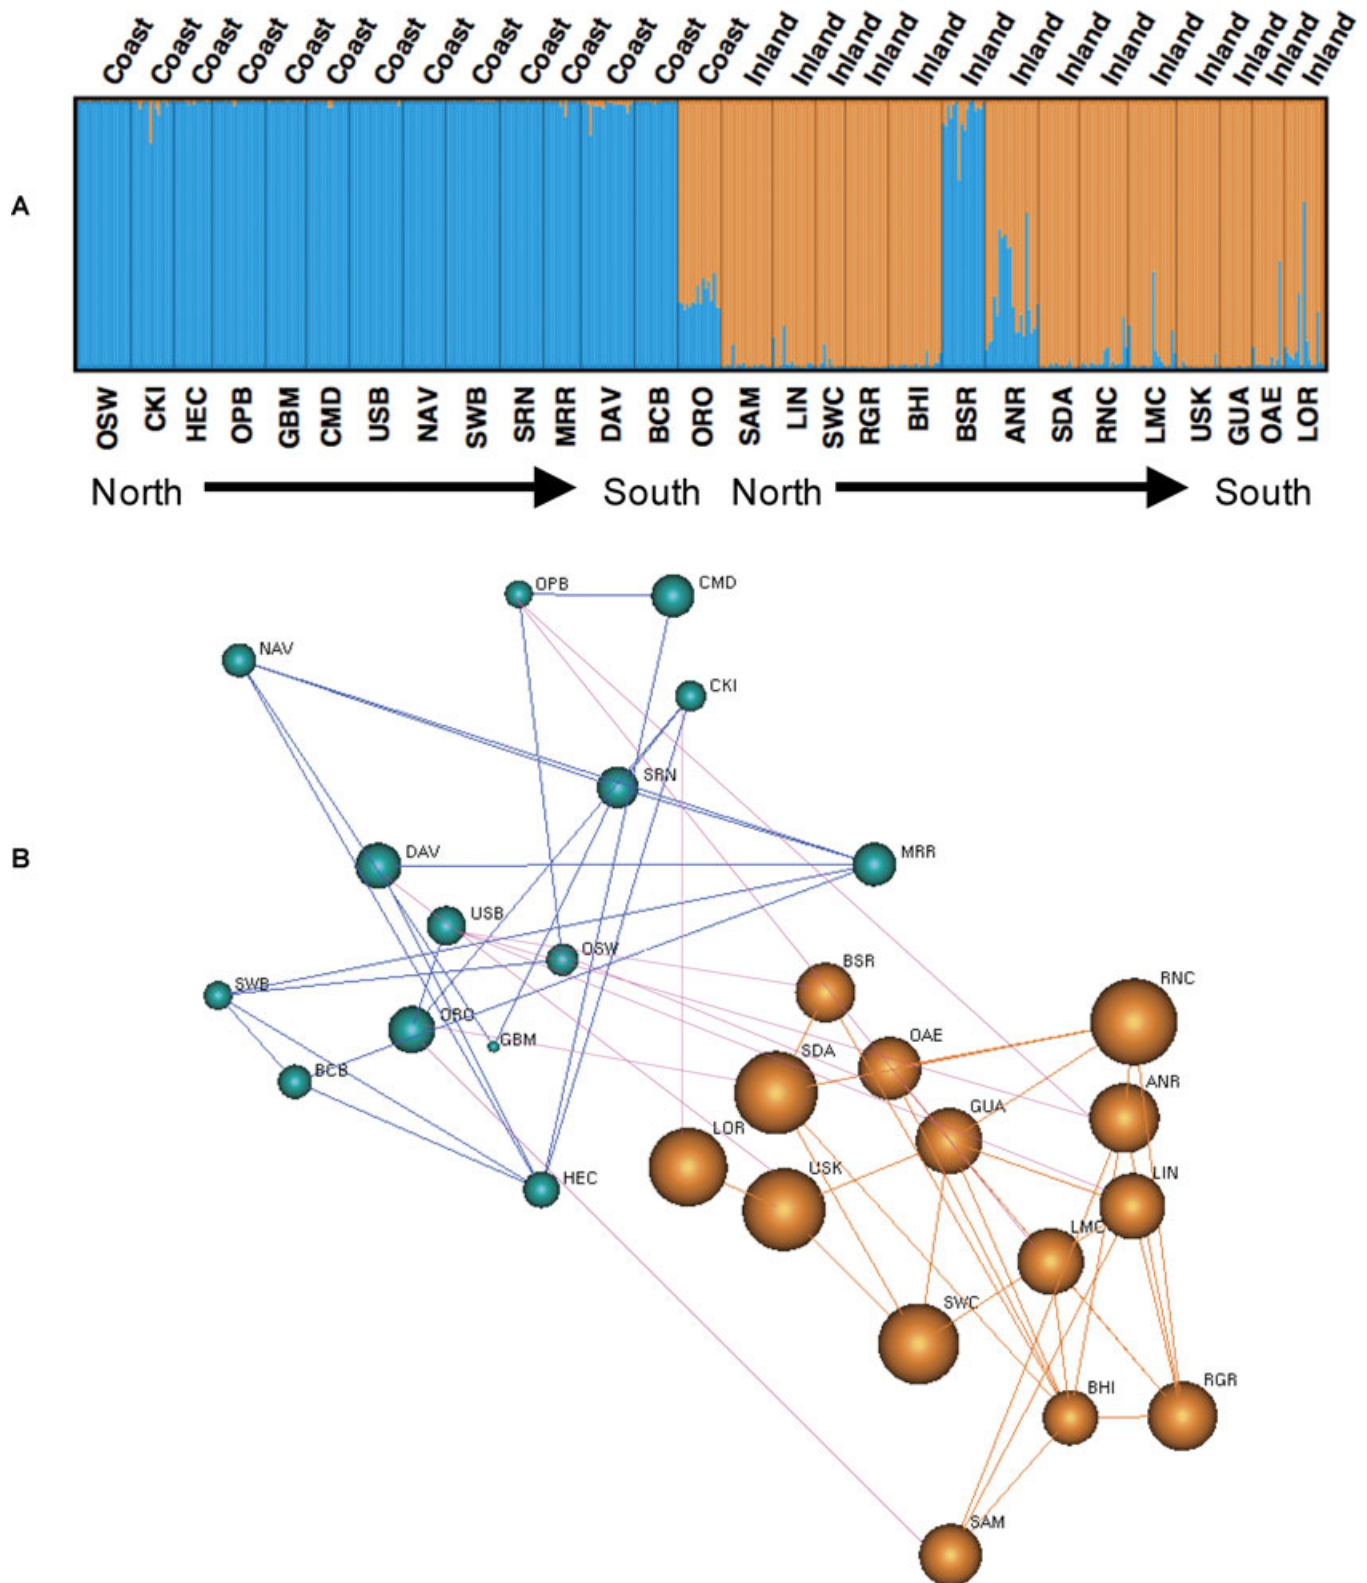 A
Coast Coast Coast Coast Coast Coast Coast Coast Coast Coast Coast Coast Coast Coast Inland Inland Inland Inland Inland Inland Inland Inland Inland Inland Inland Inland Inland Inland
OSW CKI HEC OPB GBM CMD USB NAV SWB SRN MRR DAV BCB ORO SAM LIN SWC RGR BHI BSR ANR SDA RNC LMC USK GUA OAE LOR
North South North South
B
OPB CMD
NAV
CKI
SRN
DAV MRR
USB
OSW BSR
SWB RNC
ORO GBM OAE
SDA
BCB ANR
GUA
LOR
USK LIN
HEC
LMC
SWC
BHI RGR
SAM